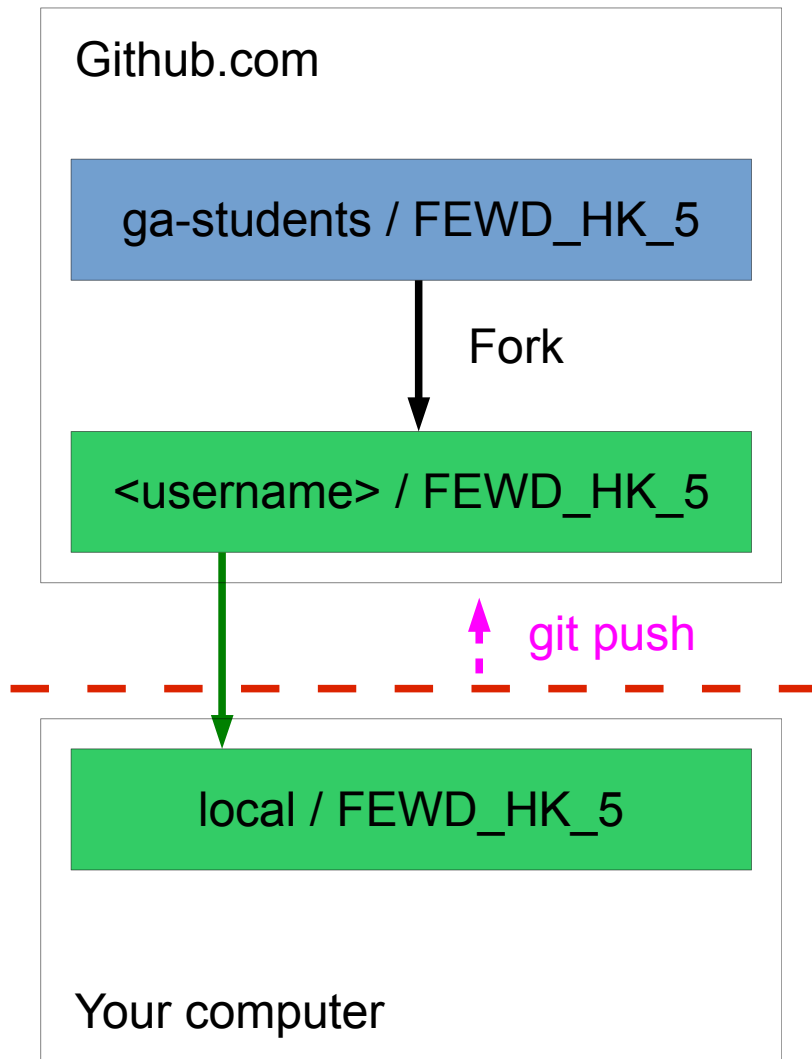 Github.com
ga-students / FEWD_HK_5
Fork
<username> / FEWD_HK_5
git push
local / FEWD_HK_5
Your computer